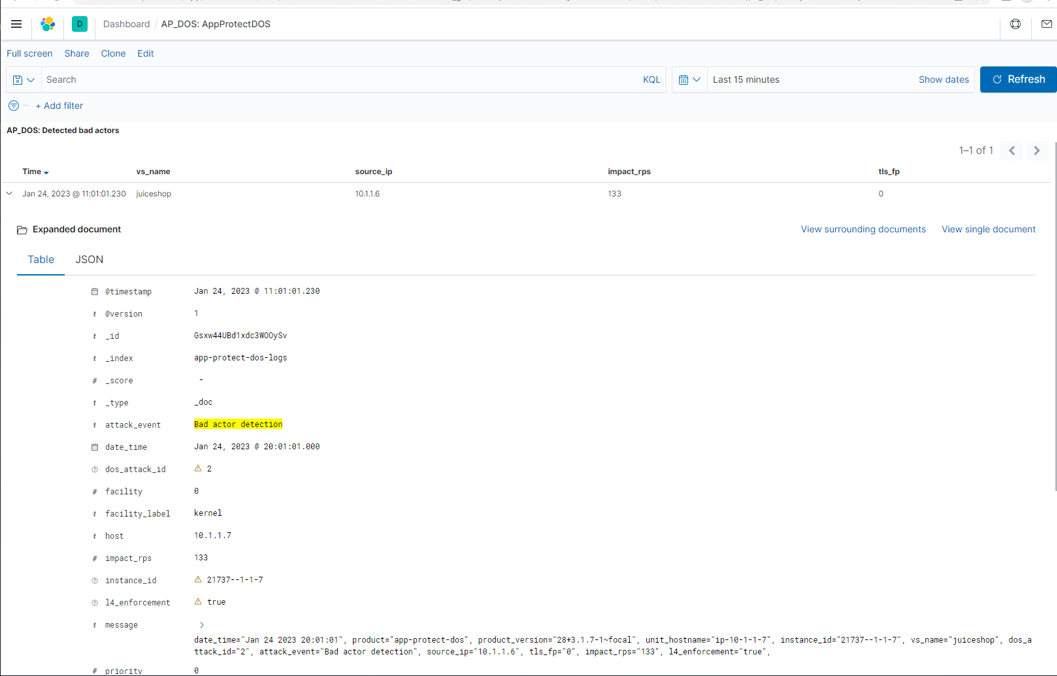 D Dashboard / AP_DOS: AppProtectDOS
Full screen Share Clone Edit
Search KQL Last 15 minutes Show dates Refresh
+ Add filter
AP_DOS: Detected bad actors
1–1 of 1
Time vs_name source_ip impact_rps tls_fp
Jan 24, 2023 @ 11:01:01.230 juiceshop 10.1.1.6 133 0
Expanded document View surrounding documents View single document
Table JSON
@timestamp Jan 24, 2023 @ 11:01:01.230
t @version 1
t _id Gsxw44UBd1xdc3WOOySv
t _index app-protect-dos-logs
# _score -
t _type _doc
t attack_event Bad actor detection
date_time Jan 24, 2023 @ 20:01:01.000
? dos_attack_id 2
# facility 0
t facility_label kernel
t host 10.1.1.7
# impact_rps 133
? instance_id 21737--1-1-7
? l4_enforcement true
t message
date_time="Jan 24 2023 20:01:01", product="app-protect-dos", product_version="28+3.1.7-1~focal", unit_hostname="ip-10-1-1-7", instance_id="21737--1-1-7", vs_name="juiceshop", dos_a
ttack_id="2", attack_event="Bad actor detection", source_ip="10.1.1.6", tls_fp="0", impact_rps="133", l4_enforcement="true",
# priority 0